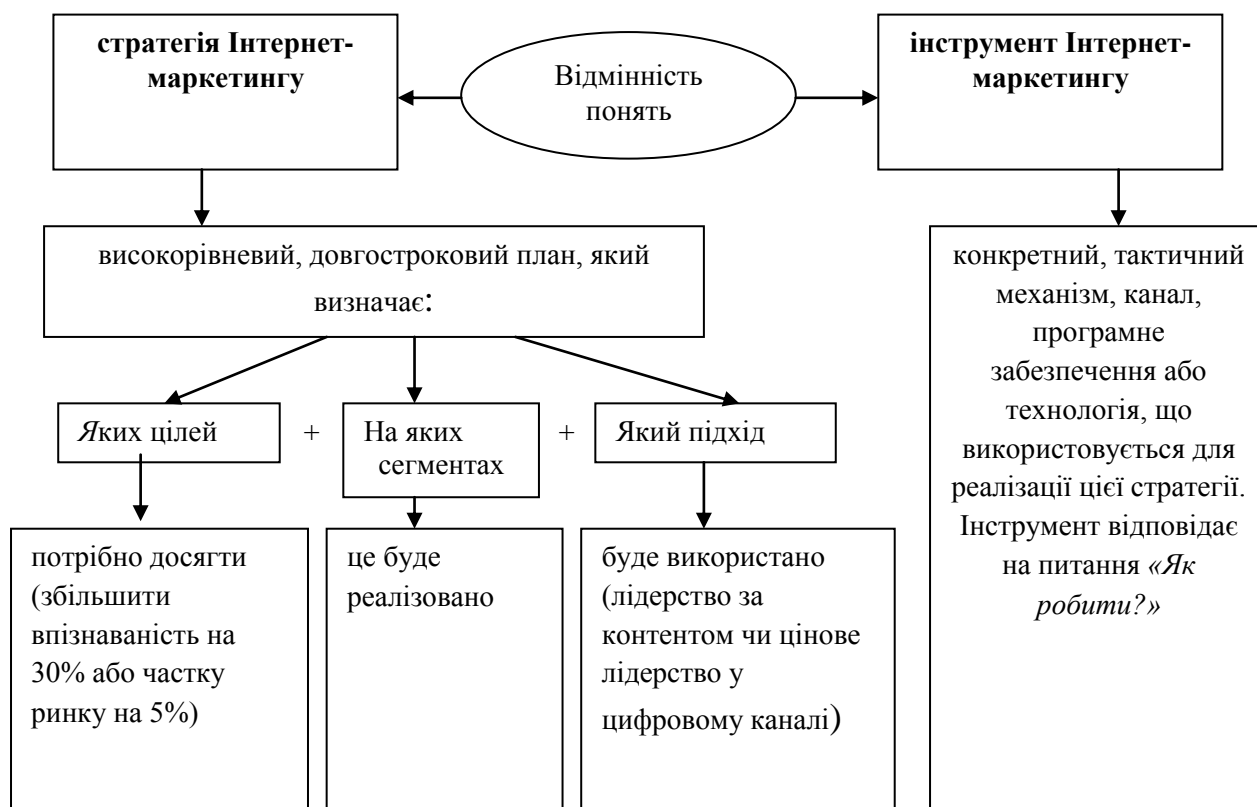 стратегія Інтернет-
маркетингу
Відмінність
понять
інструмент Інтернет-
маркетингу
високорівневий, довгостроковий план, який
визначає:
Яких цілей
+
На яких
сегментах
+
Який підхід
потрібно досягти
(збільшити
впізнаваність на
30% або частку
ринку на 5%)
це буде
реалізовано
буде використано
(лідерство за
контентом чи цінове
лідерство у
цифровому каналі)
конкретний, тактичний
механізм, канал,
програмне
забезпечення або
технологія, що
використовується для
реалізації цієї стратегії.
Інструмент відповідає
на питання «Як
робити?»